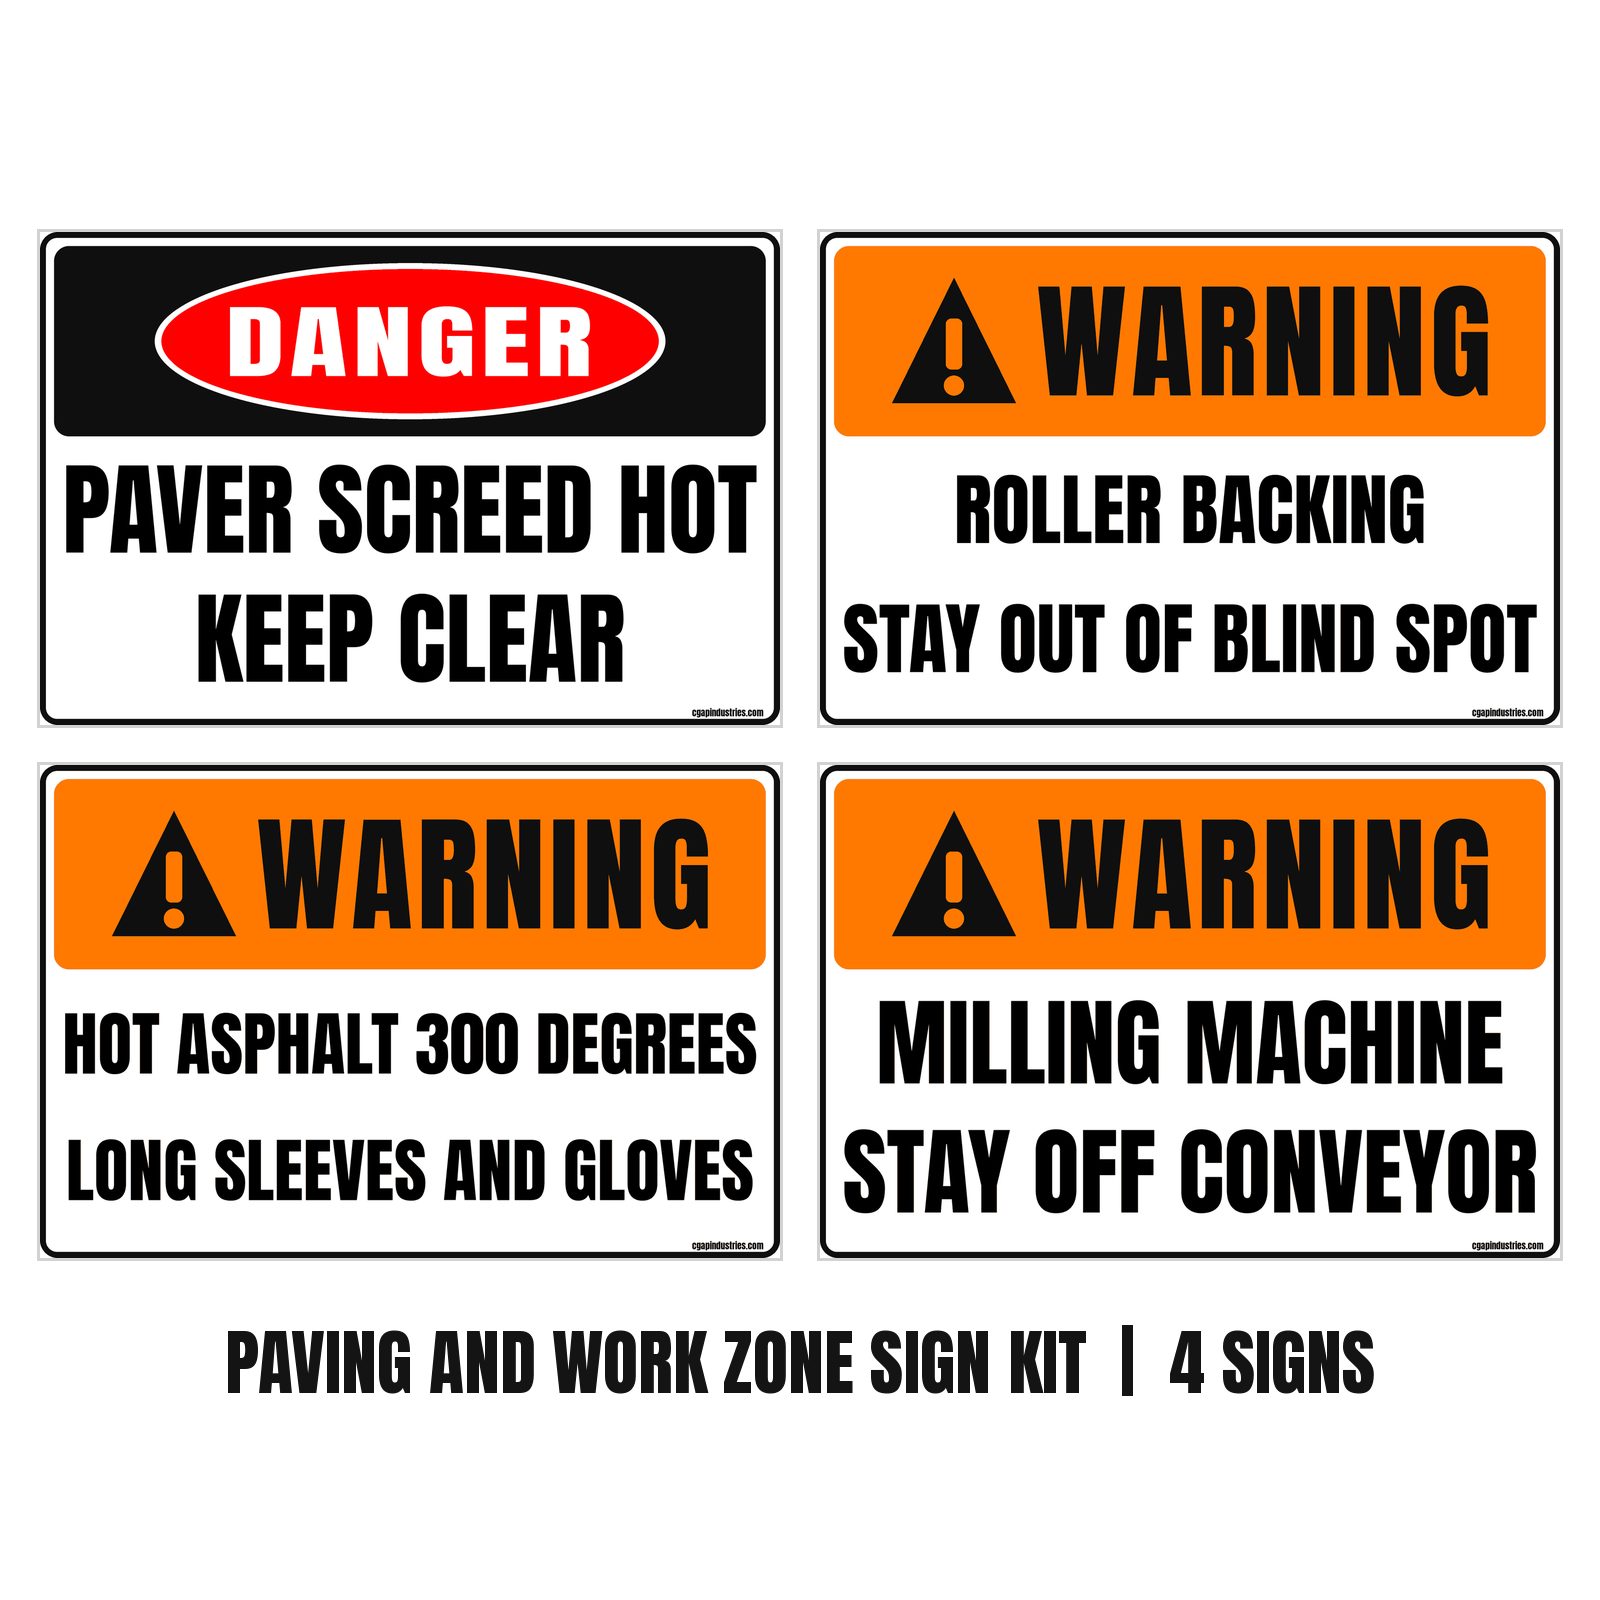 DANGER
PAVER SCREED HOT
KEEP CLEAR
cgapindustries.com
WARNING
ROLLER BACKING
STAY OUT OF BLIND SPOT
cgapindustries.com
WARNING
HOT ASPHALT 300 DEGREES
LONG SLEEVES AND GLOVES
cgapindustries.com
WARNING
MILLING MACHINE
STAY OFF CONVEYOR
cgapindustries.com
PAVING AND WORK ZONE SIGN KIT | 4 SIGNS